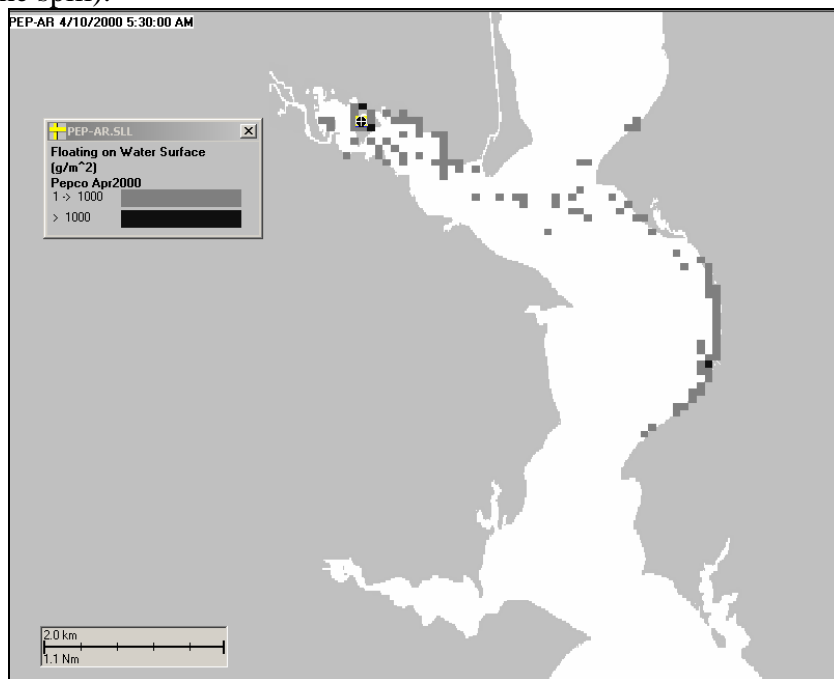 he spill).
PEP-AR 4/10/2000 5:30:00 AM
PEP-AR.SLL
Floating on Water Surface
(g/m^2)
Pepco Apr2000
1 -> 1000
> 1000
2.0 km
1.1 Nm